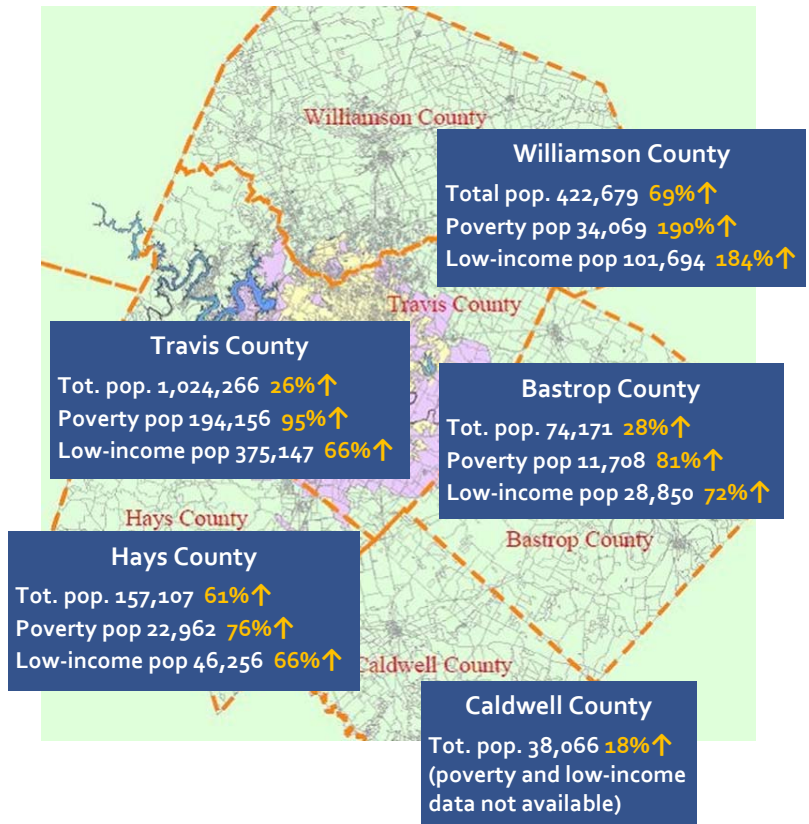 Williamson County
Williamson County
Total pop. 422,679 69%↑
Poverty pop 34,069 190%↑
Low-income pop 101,694 184%↑
Travis County
Travis County
Tot. pop. 1,024,266 26%↑
Poverty pop 194,156 95%↑
Low-income pop 375,147 66%↑
Bastrop County
Tot. pop. 74,171 28%↑
Poverty pop 11,708 81%↑
Low-income pop 28,850 72%↑
Hays County
Bastrop County
Hays County
Tot. pop. 157,107 61%↑
Poverty pop 22,962 76%↑
Low-income pop 46,256 66%↑
Caldwell County
Caldwell County
Tot. pop. 38,066 18%↑
(poverty and low-income
data not available)